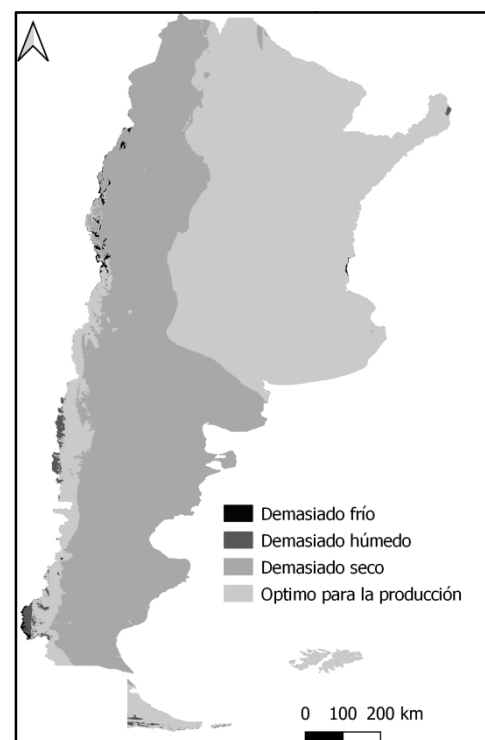 Demasiado frío
Demasiado húmedo
Demasiado seco
Optimo para la producción
0 100 200 km